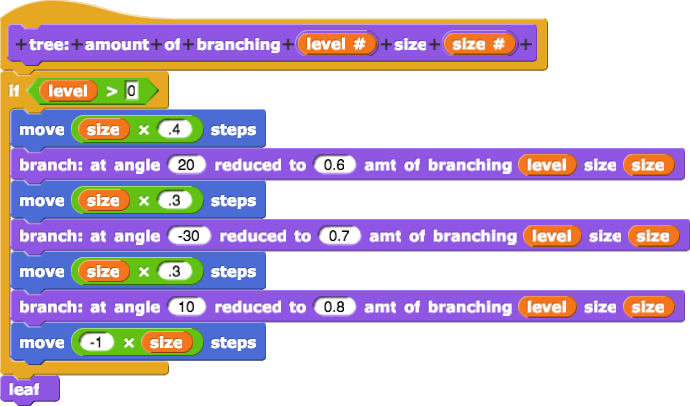 +tree:+amount+of+branching+level #+size+size #+
if level > 0
move size × .4 steps
branch: at angle 20 reduced to 0.6 amt of branching level size size
move size × .3 steps
branch: at angle -30 reduced to 0.7 amt of branching level size size
move size × .3 steps
branch: at angle 10 reduced to 0.8 amt of branching level size size
move -1 × size steps
leaf